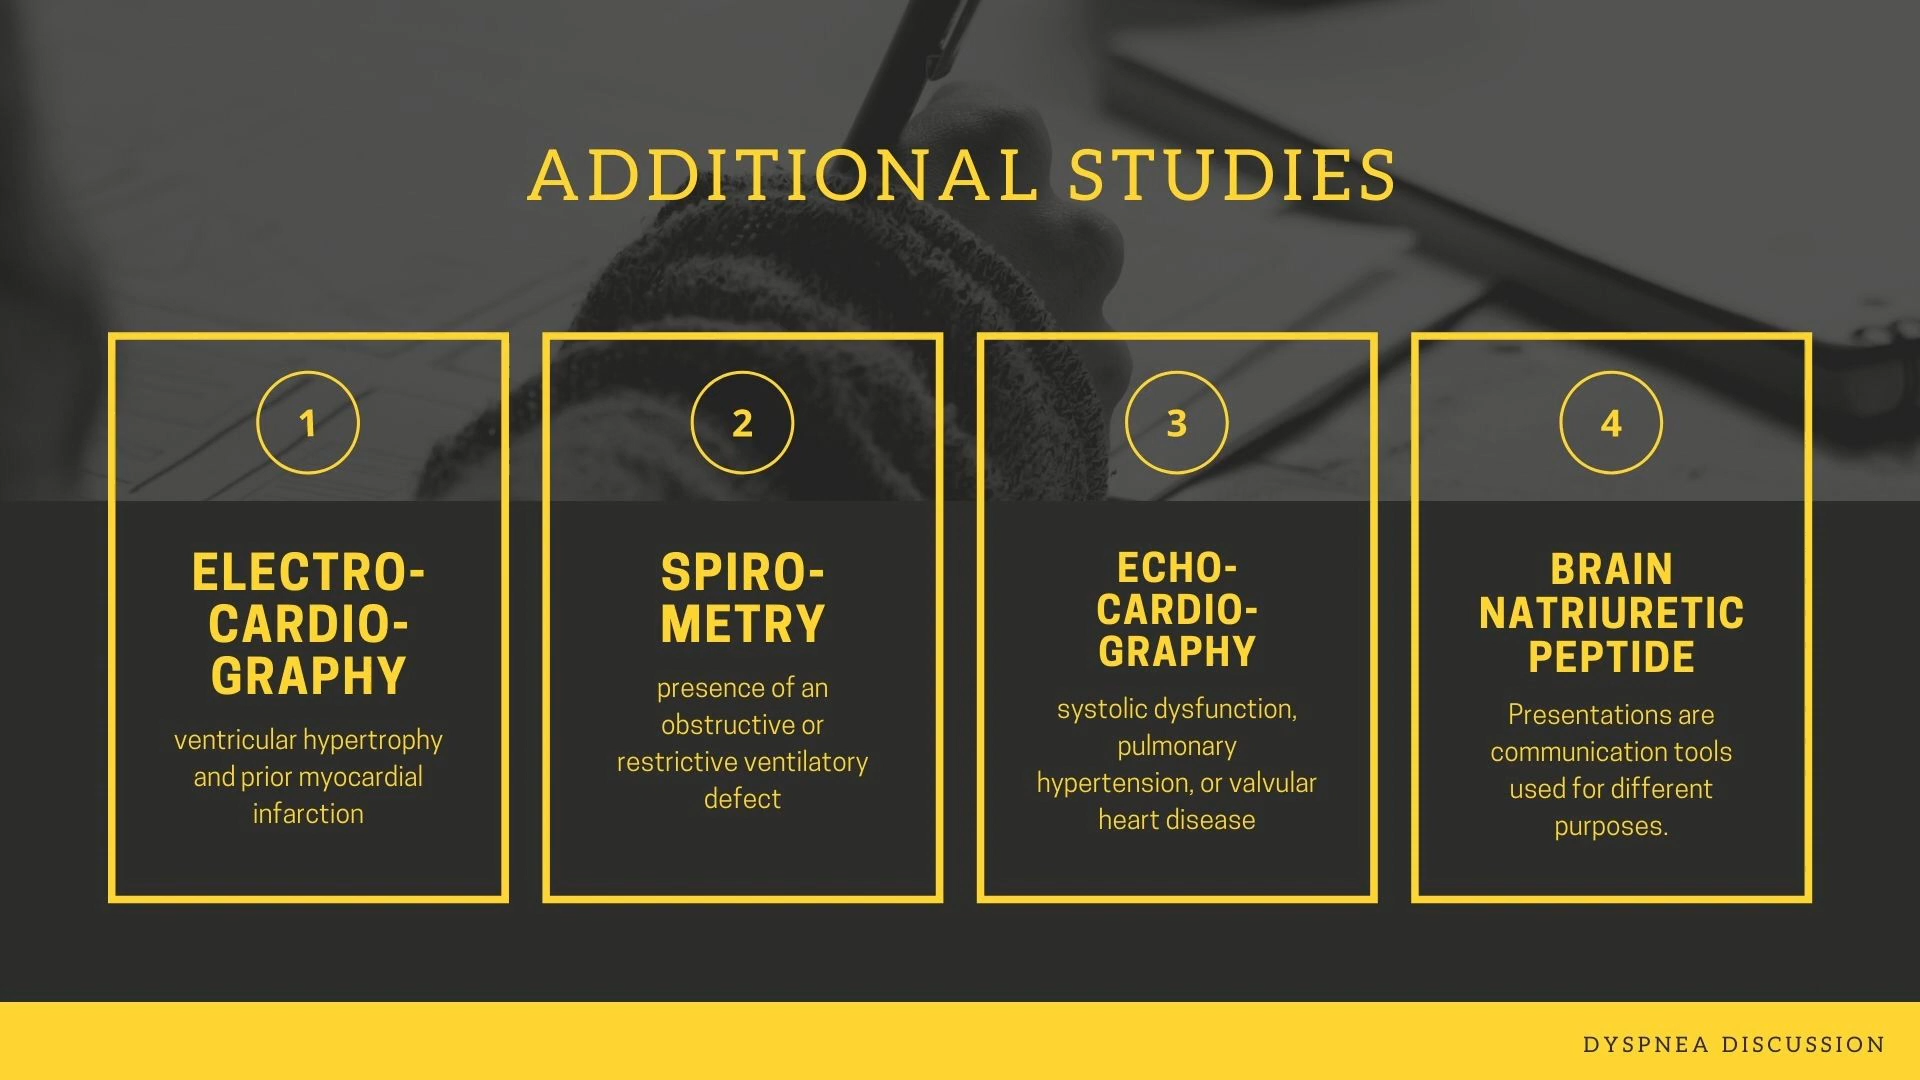 ADDITIONAL STUDIES
1
ELECTRO-
CARDIO-
GRAPHY
ventricular hypertrophy
and prior myocardial
infarction
2
SPIRO-
METRY
presence of an
obstructive or
restrictive ventilatory
defect
3
ECHO-
CARDIO-
GRAPHY
systolic dysfunction,
pulmonary
hypertension, or valvular
heart disease
4
BRAIN
NATRIURETIC
PEPTIDE
Presentations are
communication tools
used for different
purposes.
DYSPNEA DISCUSSION